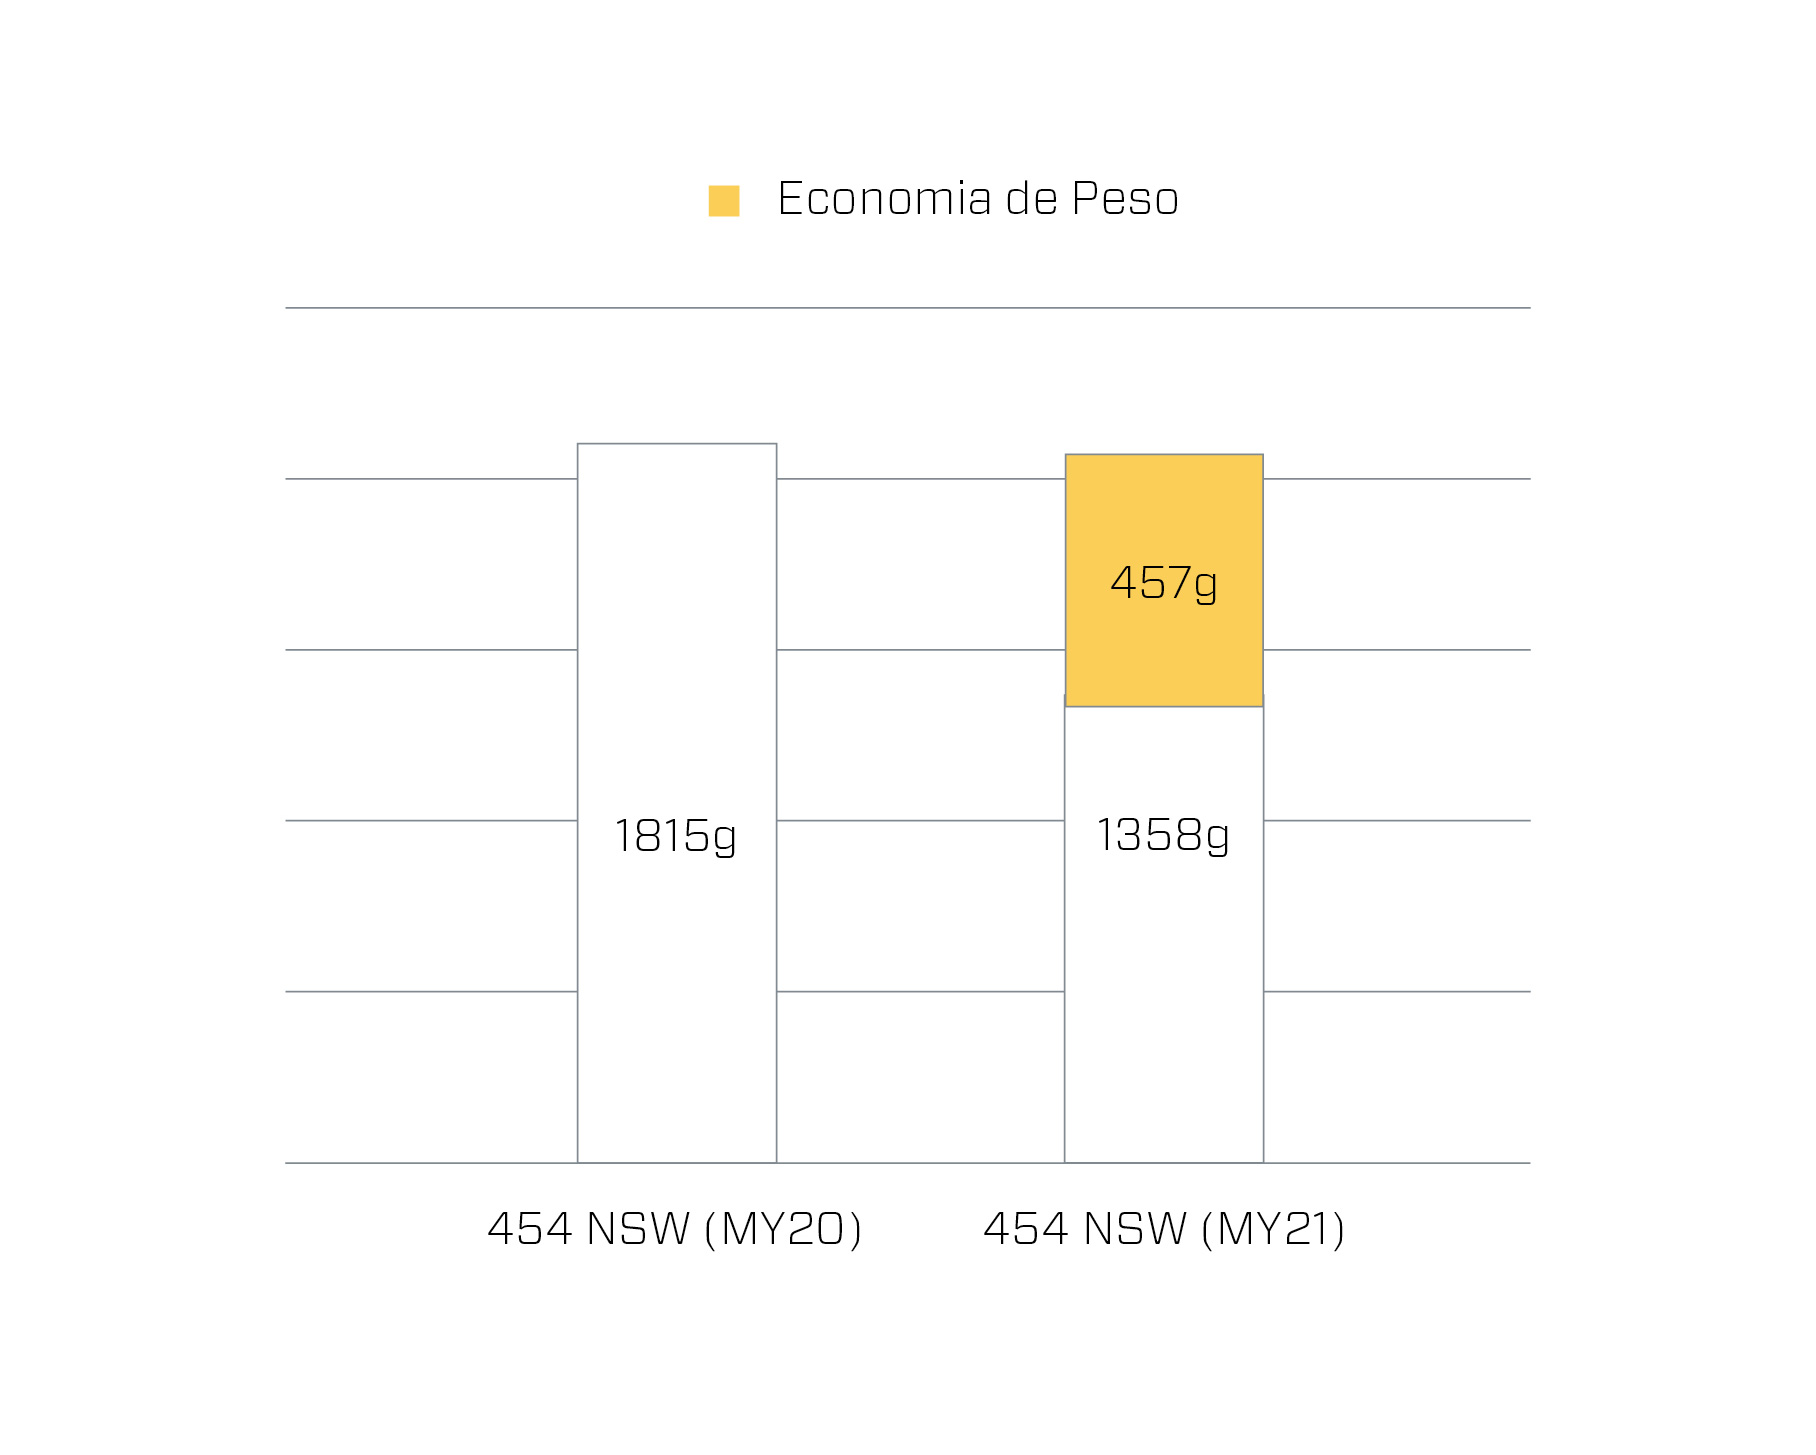 Economia de Peso
457g
1815g
1358g
454 NSW (MY20)
454 NSW (MY21)